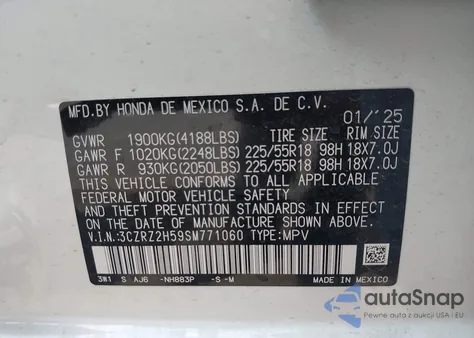 MFD.BY HONDA DE MEXICO S.A. DE C.V.
01/'25
GVWR 1900KG(4188LBS) TIRE SIZE RIM SIZE
GAWR F 1020KG(2248LBS) 225/55R18 98H 18X7.0J
GAWR R 930KG(2050LBS) 225/55R18 98H 18X7.0J
THIS VEHICLE CONFORMS TO ALL APPLICABLE
FEDERAL MOTOR VEHICLE SAFETY, BUMPER,
AND THEFT PREVENTION STANDARDS IN EFFECT
ON THE DATE OF MANUFACTURE SHOWN ABOVE.
V.I.N:3CZRZ2H59SM771060 TYPE:MPV
3W1 S AJ6 -NH883P -S -M
MADE IN MEXICO
autoSnap
Pewne auto z aukcji USA i EU